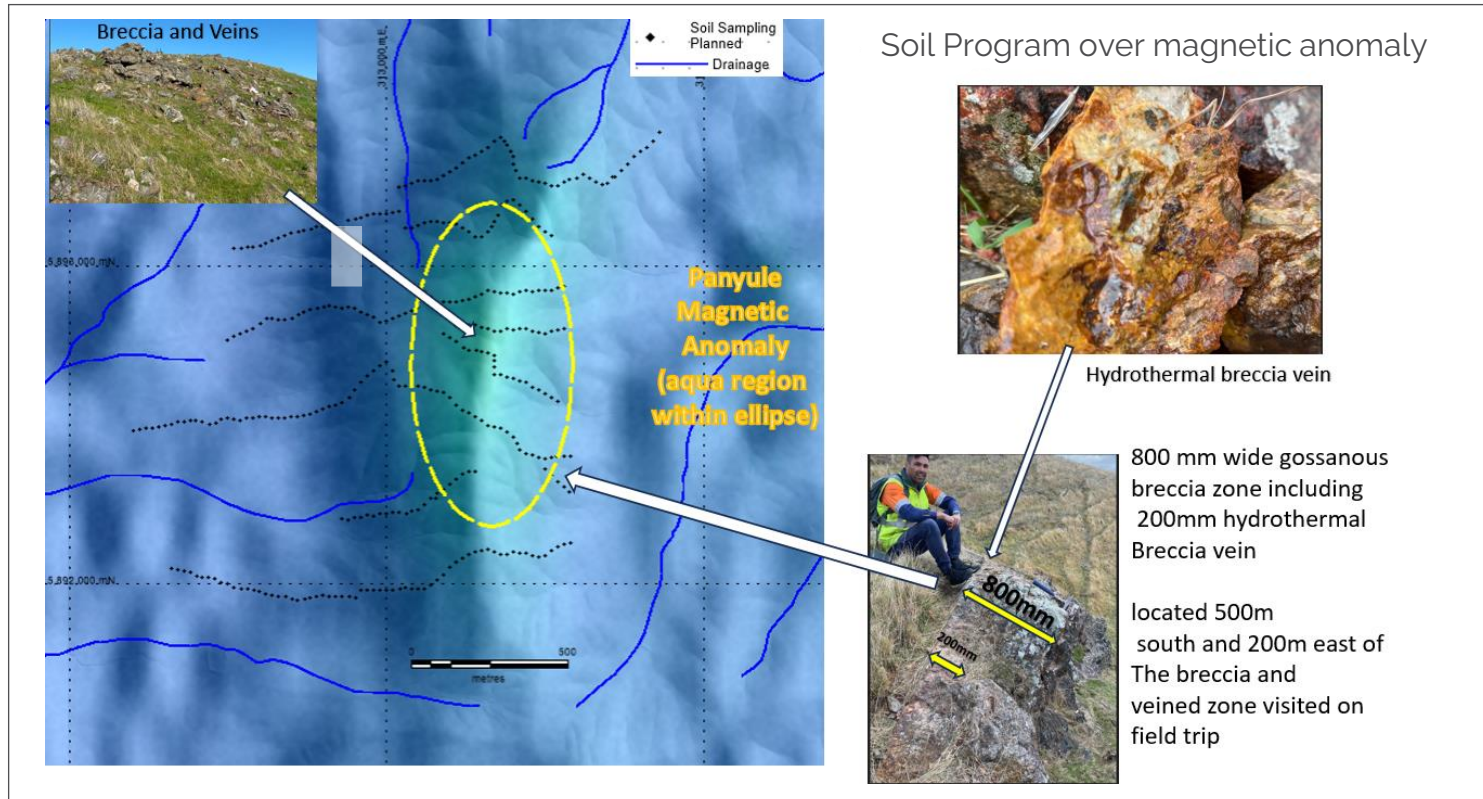 Breccia and Veins
313,000 m.E
Soil Sampling
Planned
Drainage
Soil Program over magnetic anomaly
5,893,000 mN
Panyule
Magnetic
Anomaly
(aqua region
within ellipse)
Hydrothermal breccia vein
800 mm wide gossanous
breccia zone including
200mm hydrothermal
Breccia vein
800mm
200mm
located 500m
south and 200m east of
The breccia and
veined zone visited on
field trip
5,892,000 mN
0 500
metres